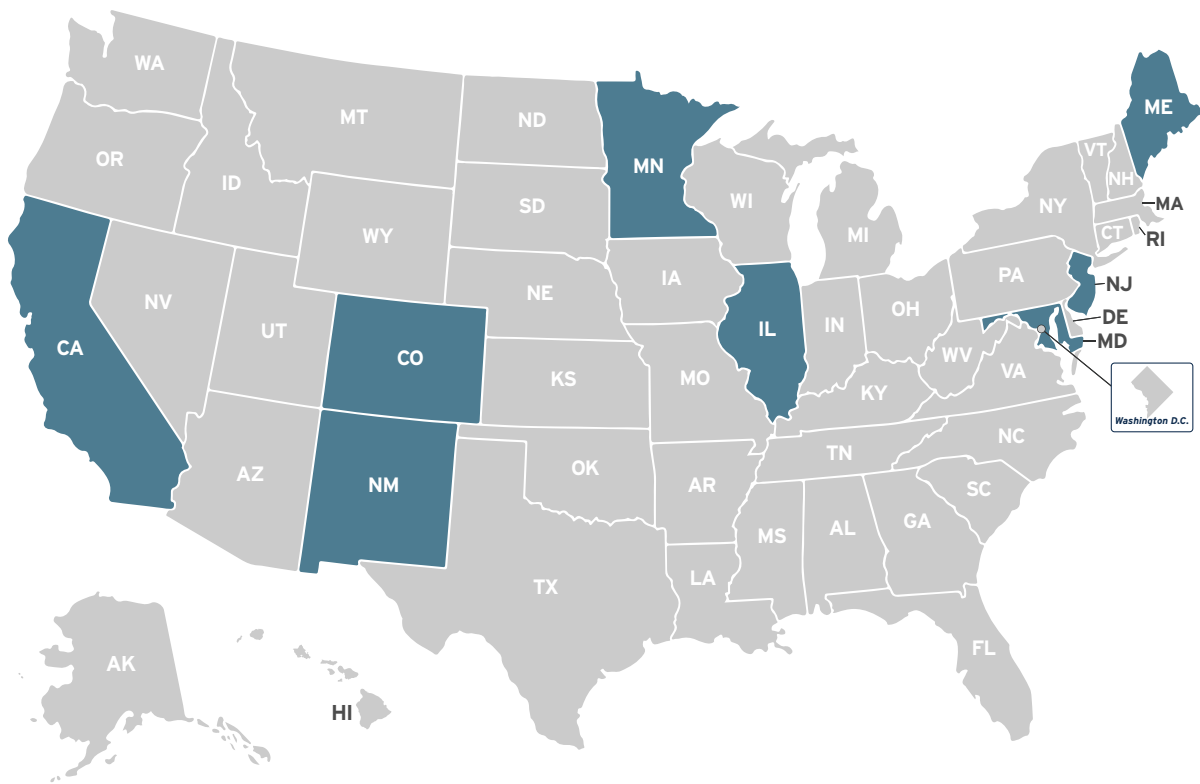 WA
MT
ND
MN
ME
OR
ID
SD
WI
VT
NH
WY
MI
NY
MA
CT
RI
IA
NE
PA
NV
UT
CA
CO
IL
IN
OH
NJ
DE
MD
KS
MO
WV
VA
KY
Washington D.C.
NC
TN
AZ
NM
OK
AR
SC
MS
AL
GA
LA
TX
FL
AK
HI